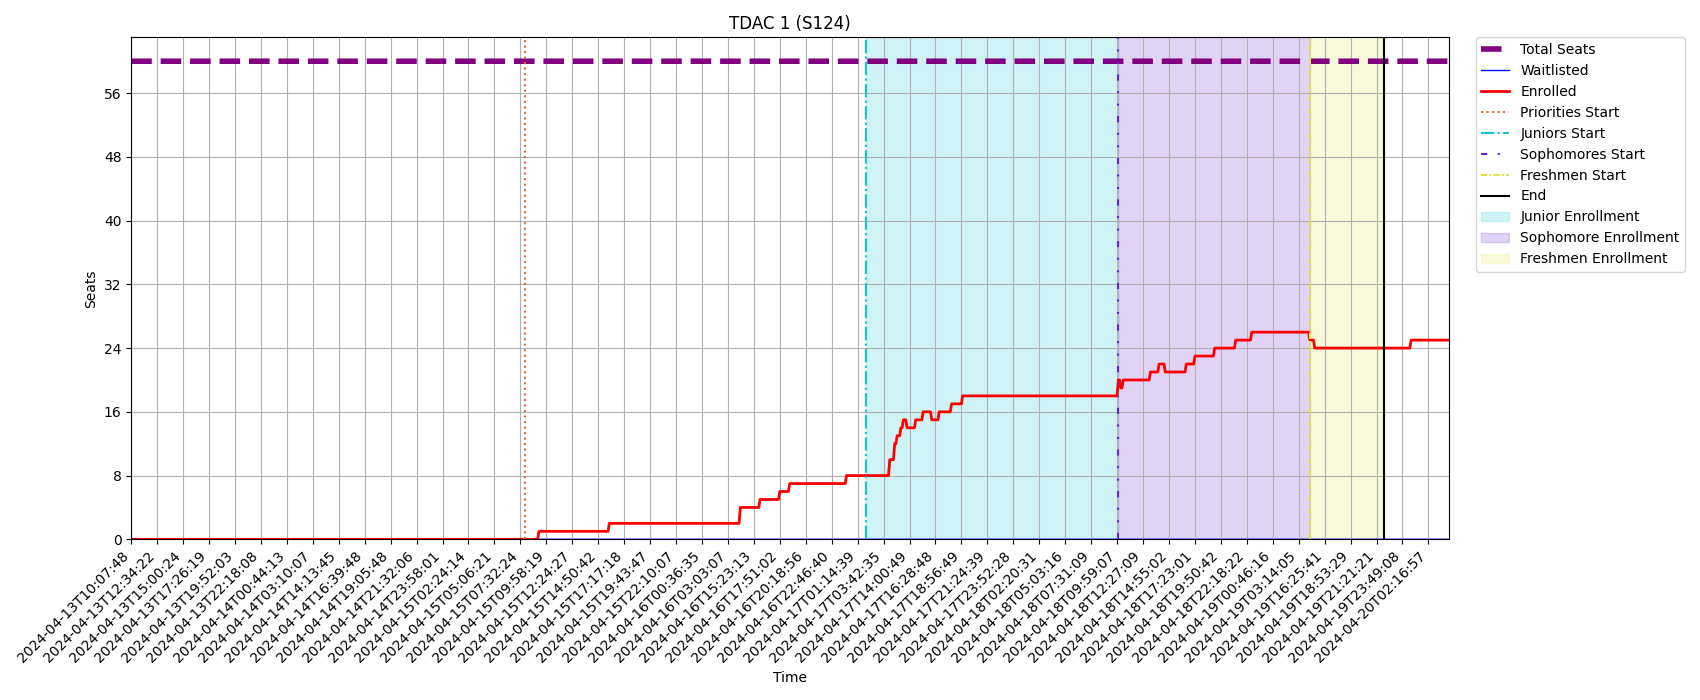 TDAC 1 (S124)
Total Seats
Waitlisted
Enrolled
Priorities Start
Juniors Start
Sophomores Start
Freshmen Start
End
Junior Enrollment
Sophomore Enrollment
Freshmen Enrollment
Seats
56
48
40
32
24
16
8
0
2024-04-13T10:07:48
2024-04-13T12:34:22
2024-04-13T15:00:24
2024-04-13T17:26:19
2024-04-13T19:52:03
2024-04-13T22:18:08
2024-04-14T00:44:13
2024-04-14T03:10:07
2024-04-14T14:13:45
2024-04-14T16:39:48
2024-04-14T19:05:48
2024-04-14T21:32:06
2024-04-14T23:58:01
2024-04-15T02:24:14
2024-04-15T05:06:21
2024-04-15T07:32:24
2024-04-15T09:58:19
2024-04-15T12:24:27
2024-04-15T14:50:42
2024-04-15T17:17:18
2024-04-15T19:43:47
2024-04-15T22:10:07
2024-04-16T00:36:35
2024-04-16T03:03:07
2024-04-16T15:23:13
2024-04-16T17:51:02
2024-04-16T20:18:56
2024-04-16T22:46:40
2024-04-17T01:14:39
2024-04-17T03:42:35
2024-04-17T14:00:49
2024-04-17T16:28:48
2024-04-17T18:56:49
2024-04-17T21:24:39
2024-04-17T23:52:28
2024-04-18T02:20:31
2024-04-18T05:03:16
2024-04-18T07:31:09
2024-04-18T09:59:07
2024-04-18T12:27:09
2024-04-18T14:55:02
2024-04-18T17:23:01
2024-04-18T19:50:42
2024-04-18T22:18:22
2024-04-19T00:46:16
2024-04-19T03:14:05
2024-04-19T16:25:41
2024-04-19T18:53:29
2024-04-19T21:21:21
2024-04-19T23:49:08
2024-04-20T02:16:57
Time